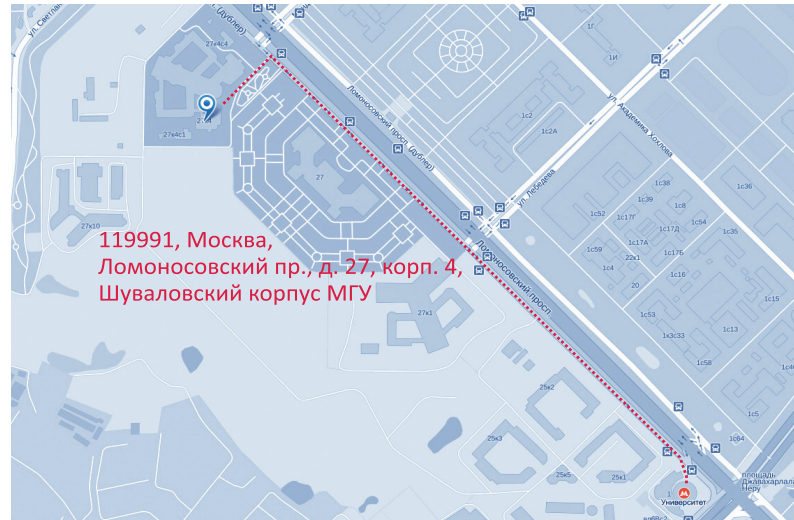 ул. Светлан
27к4с4
1Г
1И
Ломоносовский просп. (дублер)
ул. Академика Хохлова
27к4с1
1с2
1с2А
27
ул. Лебедева
1с38
1с36
1с39
1с8
1с52
1с17Г
1с54
1с17Д
1с35
27к10
119991, Москва,
Ломоносовский пр., д. 27, корп. 4,
Шуваловский корпус МГУ
1с17А
1с59
22к1
1с17Б
1с4
1с16
20
Ломоносовский просп.
1с15
27к1
1с53
1с13
1к3с33
1с58
25к2
1с5
25к3
1с64
25к5
25к1
площадь
Джавахарлала
Неру
Университет